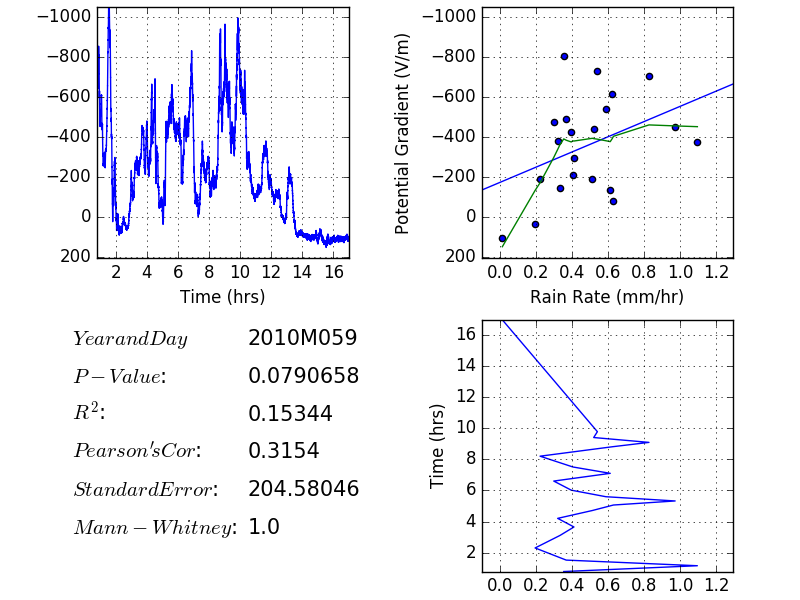 −1000
−800
−600
−400
−200
0
200
2 4 6 8 10 12 14 16
Time (hrs)
Potential Gradient (V/m)
−1000
−800
−600
−400
−200
0
200
0.0 0.2 0.4 0.6 0.8 1.0 1.2
Rain Rate (mm/hr)
YearandDay 2010M059
P−Value: 0.0790658
R²: 0.15344
Pearson'sCor: 0.3154
StandardError: 204.58046
Mann−Whitney: 1.0
Time (hrs)
16
14
12
10
8
6
4
2
0.0 0.2 0.4 0.6 0.8 1.0 1.2